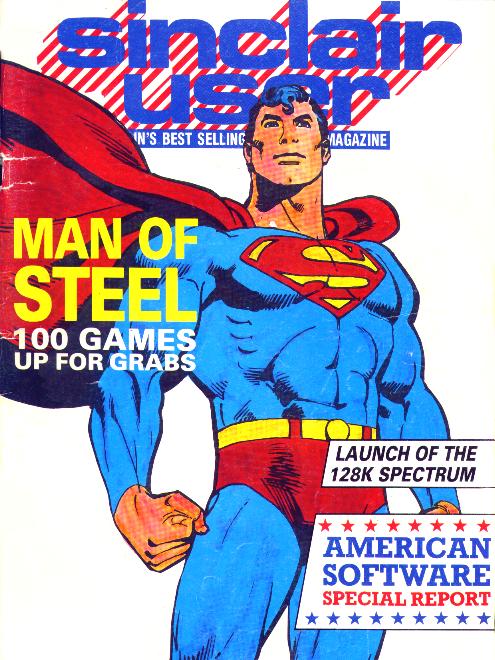 sinclair
user
IN'S BEST SELLING MAGAZINE
MAN OF
STEEL
100 GAMES
UP FOR GRABS
LAUNCH OF THE
128K SPECTRUM
AMERICAN
SOFTWARE
SPECIAL REPORT